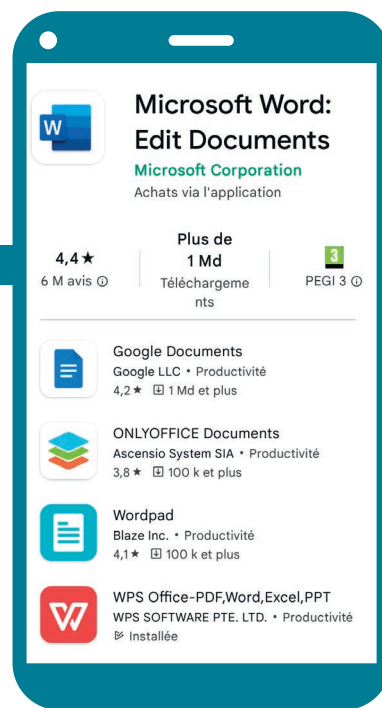 W
Microsoft Word:
Edit Documents
Microsoft Corporation
Achats via l'application
4,4★
6 M avis ⓘ
Plus de
1 Md
Téléchargeme
nts
3
PEGI 3 ⓘ
Google Documents
Google LLC • Productivité
4,2★ 1 Md et plus
ONLYOFFICE Documents
Ascensio System SIA • Productivité
3,8★ 100 k et plus
Wordpad
Blaze Inc. • Productivité
4,1★ 100 k et plus
W
WPS Office-PDF,Word,Excel,PPT
WPS SOFTWARE PTE. LTD. • Productivité
Installée